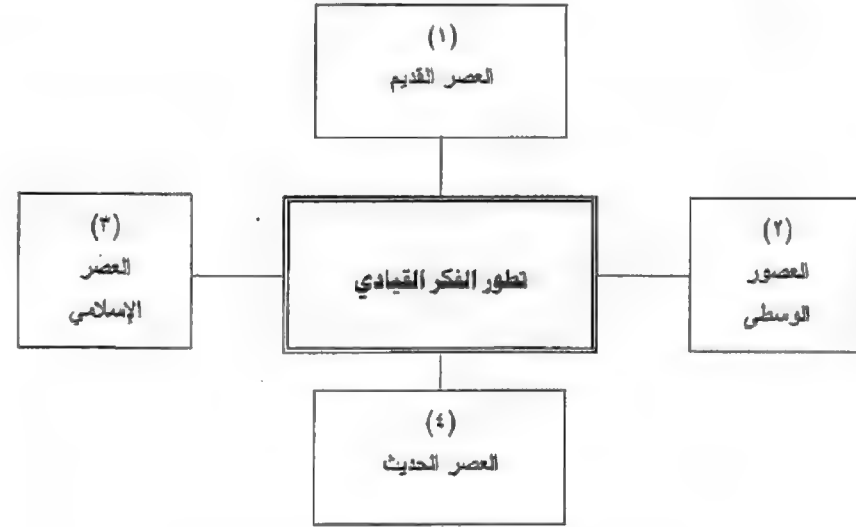 (١)
العصر القديم
(٢)
العصور
الوسطى
تطور الفكر القيادي
(٣)
العصر
الإسلامي
(٤)
العصر الحديث